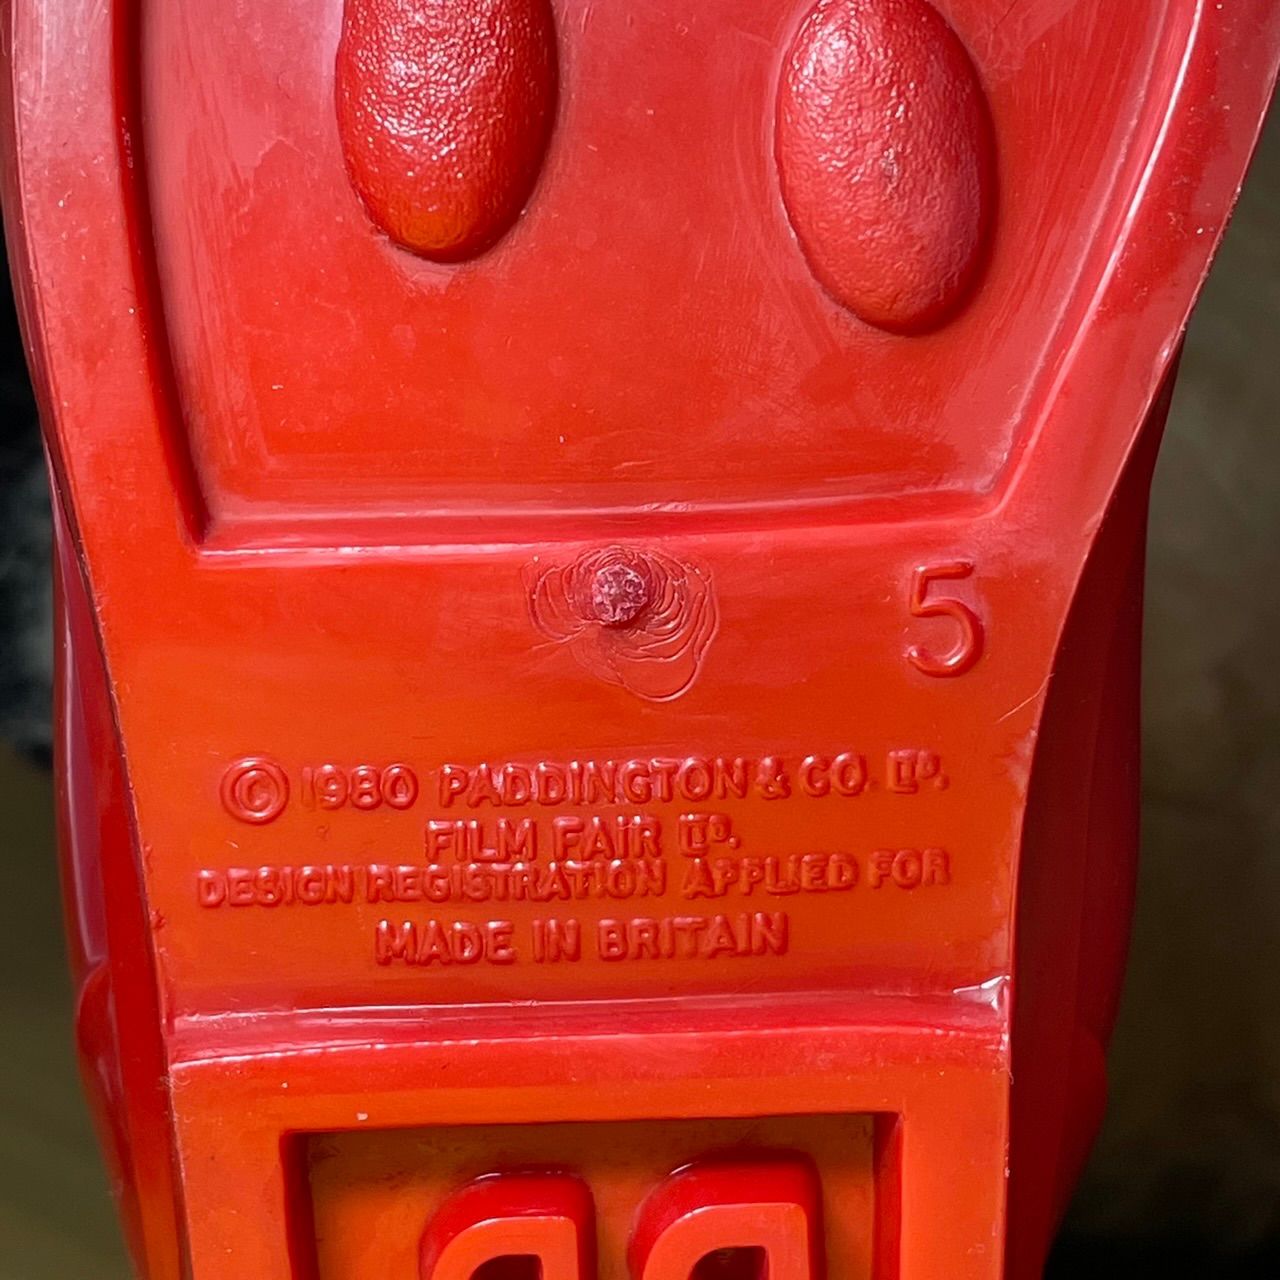 5
© 1980 PADDINGTON & CO. LTD.
FILM FAIR LTD.
DESIGN REGISTRATION APPLIED FOR
MADE IN BRITAIN